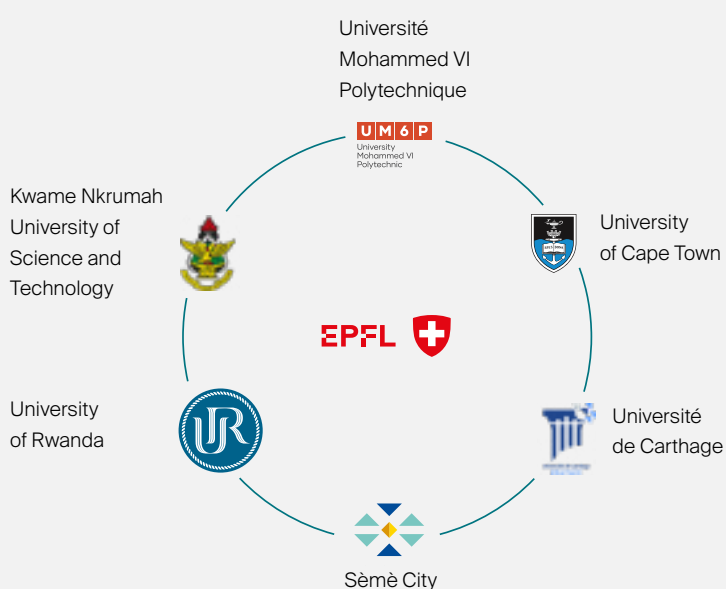 Université
Mohammed VI
Polytechnique
UM6P
University
Mohammed VI
Polytechnic
Kwame Nkrumah
University of
Science and
Technology
University
of Cape Town
EPFL
University
of Rwanda
UR
Université
de Carthage
Sèmè City